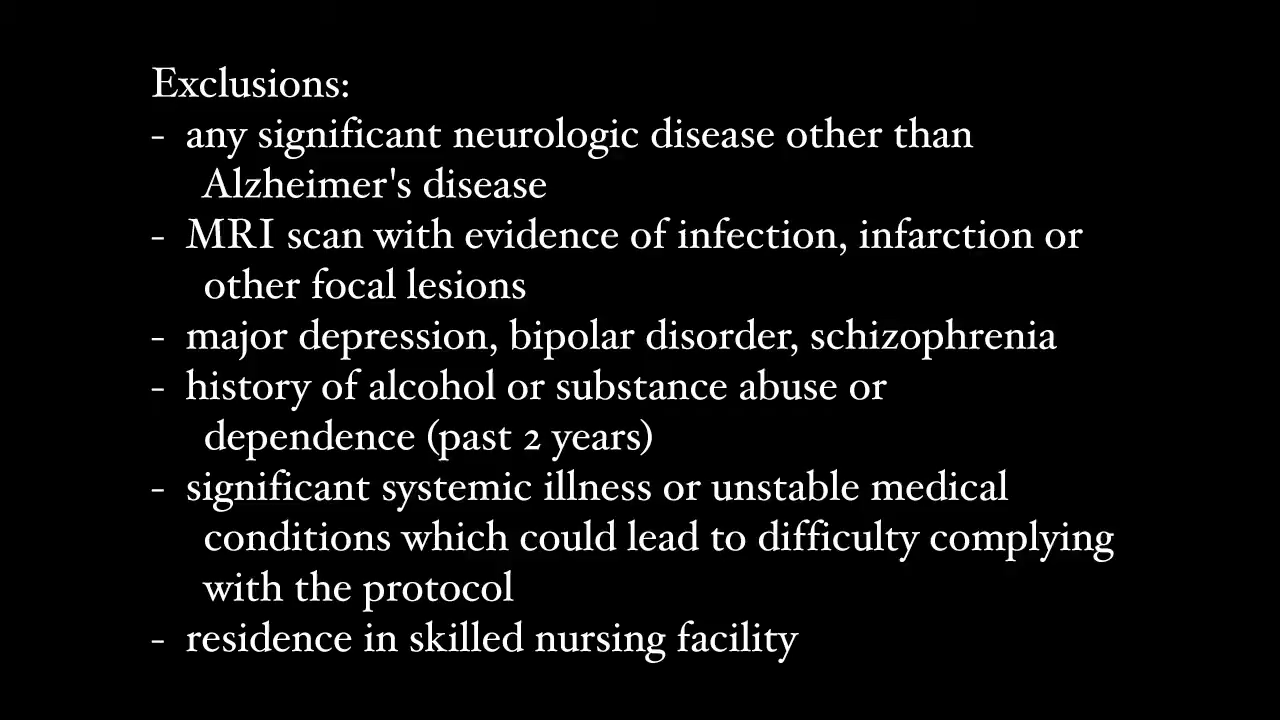 Exclusions:
- any significant neurologic disease other than
Alzheimer's disease
- MRI scan with evidence of infection, infarction or
other focal lesions
- major depression, bipolar disorder, schizophrenia
- history of alcohol or substance abuse or
dependence (past 2 years)
- significant systemic illness or unstable medical
conditions which could lead to difficulty complying
with the protocol
- residence in skilled nursing facility